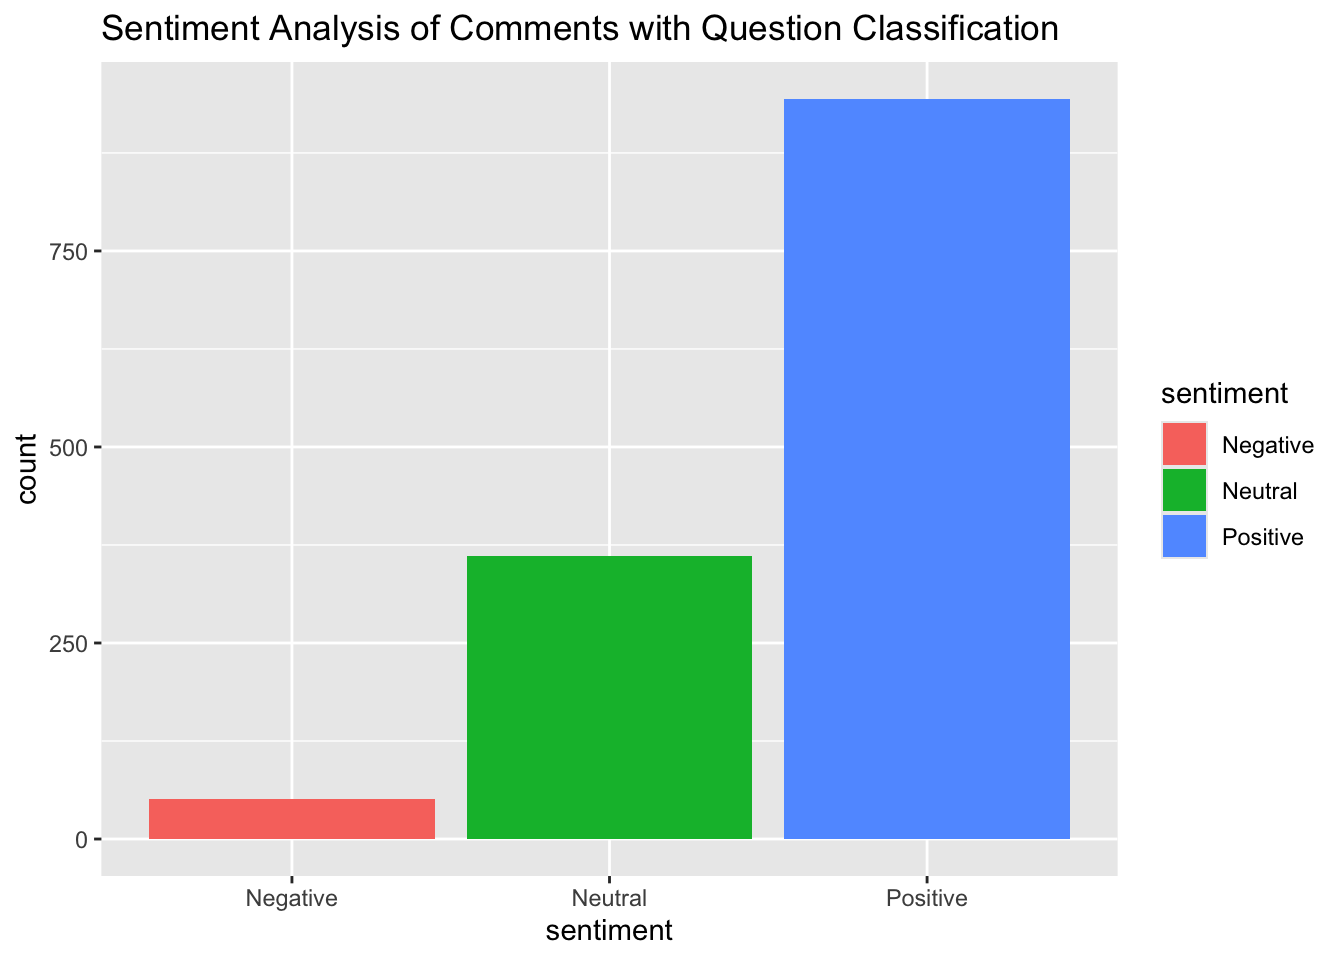 Sentiment Analysis of Comments with Question Classification
750
500
250
0
count
Negative
Neutral
Positive
sentiment
sentiment
Negative
Neutral
Positive